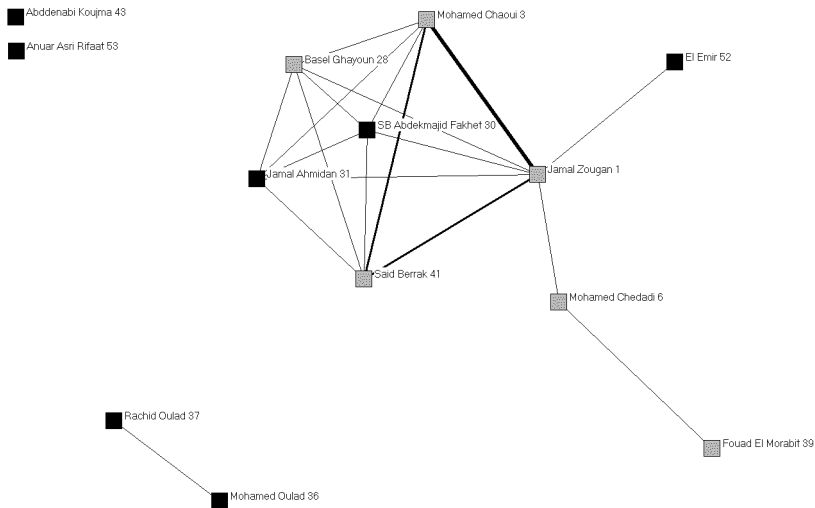 Abddenabi Koujma 43
Mohamed Chaoui 3
Anuar Asri Rifaat 53
Basel Ghayoun 28
El Emir 52
SB Abdekmajid Fakhet 30
Jamal Ahmidan 31
Jamal Zougan 1
Said Berrak 41
Mohamed Chedadi 6
Rachid Oulad 37
Fouad El Morabit 39
Mohamed Oulad 36